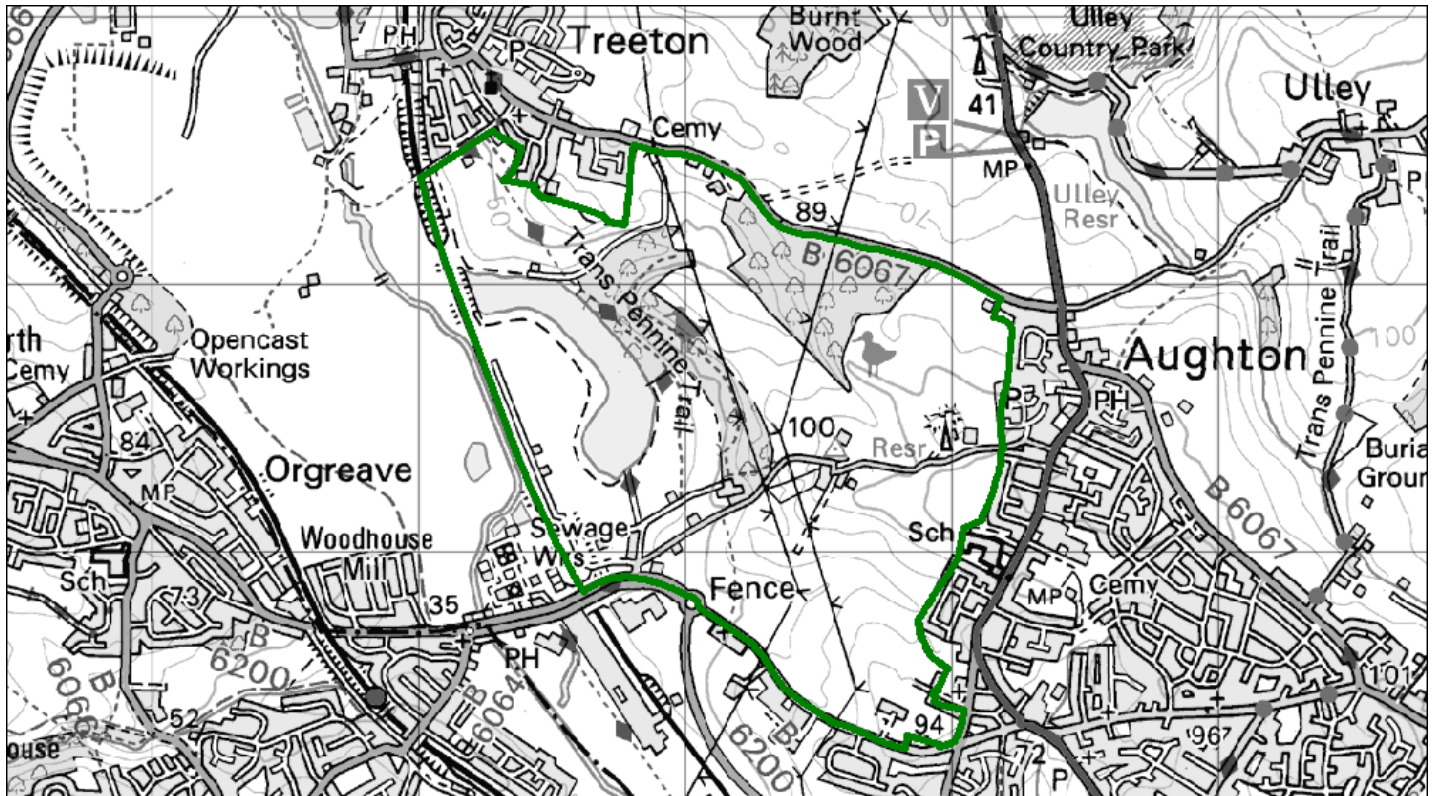 Burnt
Wood
Ulley
Country Park
PH
P
Treeton
V
P
41
Ulley
Cemy
MP
P
Ulley
Resr
50
89
70
B 6067
Trans Pennine Trail
Trans Pennine Trail
100
Opencast
Workings
rth
Cemy
Aughton
P
PH
100
Resr
84
Orgreave
MP
Burial
Groun
B 6067
Sewage
Wks
Sch
Woodhouse
Mill
Sch
73
35
Fence
MP
Cemy
B
6200
PH
B
6064
B
6066
52
B
6200
94
101
72
96
P
ouse